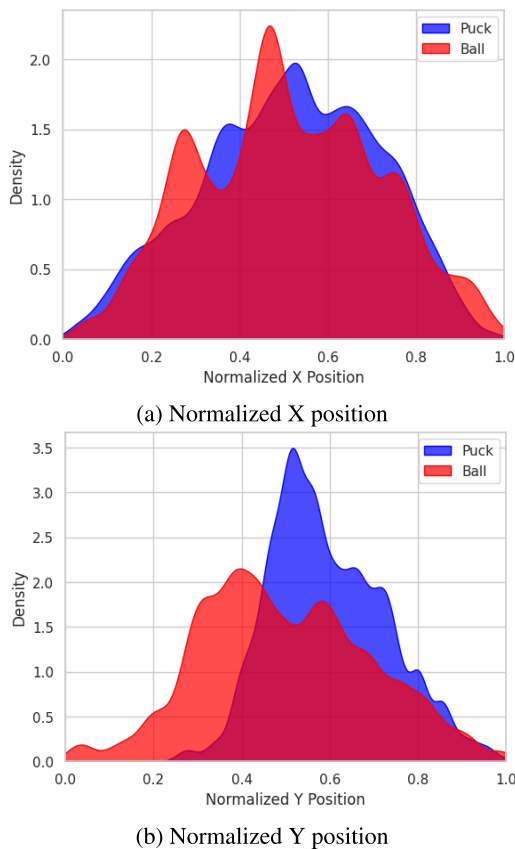 Puck
Ball
2.0
1.5
1.0
0.5
0.0
Density
0.0 0.2 0.4 0.6 0.8 1.0
Normalized X Position
(a) Normalized X position
Puck
Ball
3.5
3.0
2.5
2.0
1.5
1.0
0.5
0.0
Density
0.0 0.2 0.4 0.6 0.8 1.0
Normalized Y Position
(b) Normalized Y position